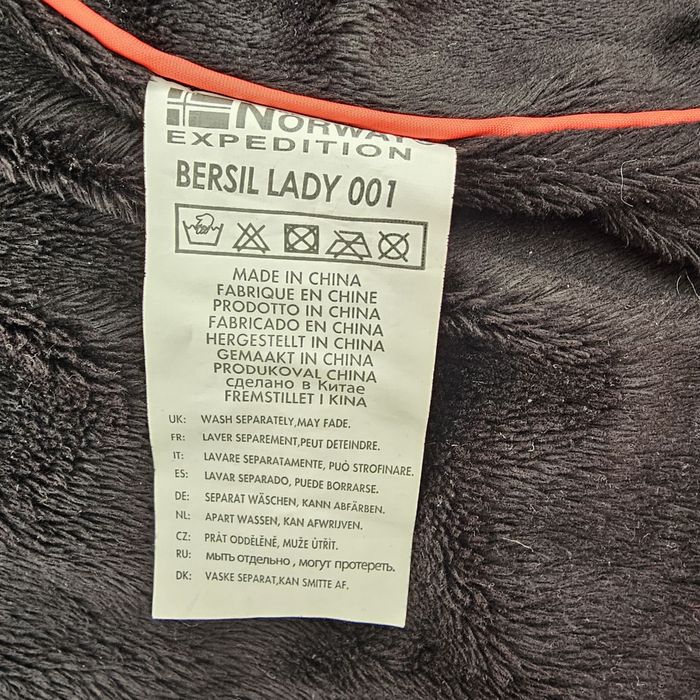 NORWAY
EXPEDITION
BERSIL LADY 001
MADE IN CHINA
FABRIQUE EN CHINE
PRODOTTO IN CHINA
FABRICADO EN CHINA
HERGESTELLT IN CHINA
GEMAAKT IN CHINA
PRODUKOVAL CHINA
сделано в Китае
FREMSTILLET I KINA
UK: WASH SEPARATELY,MAY FADE.
FR: LAVER SEPAREMENT,PEUT DETEINDRE.
IT: LAVARE SEPARATAMENTE, PUÒ STROFINARE.
ES: LAVAR SEPARADO, PUEDE BORRARSE.
DE: SEPARAT WÄSCHEN, KANN ABFÄRBEN.
NL: APART WASSEN, KAN AFWRIJVEN.
CZ: PRÁT ODDĚLĚNĚ, MUŽE ÚTŘÍT.
RU: мыть отдельно , могут протереть.
DK: VASKE SEPARAT,KAN SMITTE AF.